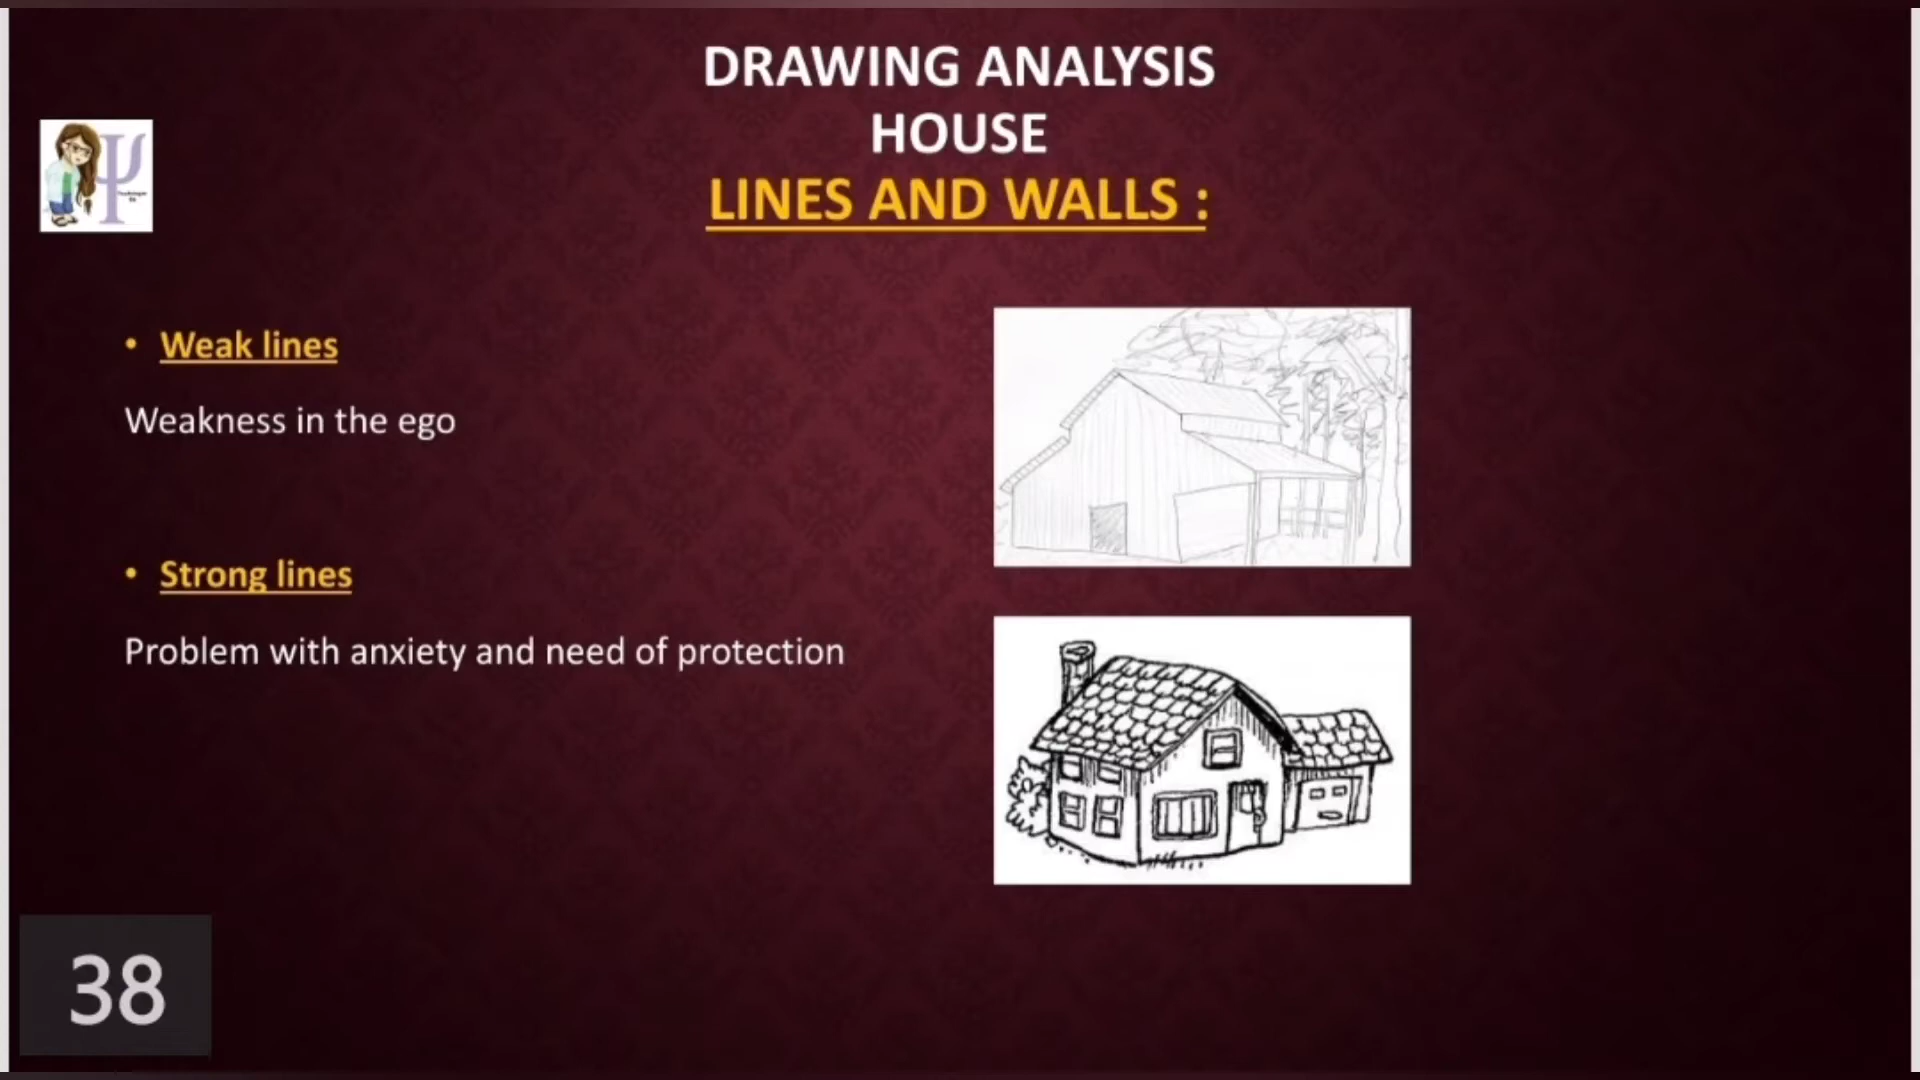 DRAWING ANALYSIS
HOUSE
LINES AND WALLS :
Ψ
• Weak lines
Weakness in the ego
• Strong lines
Problem with anxiety and need of protection
38